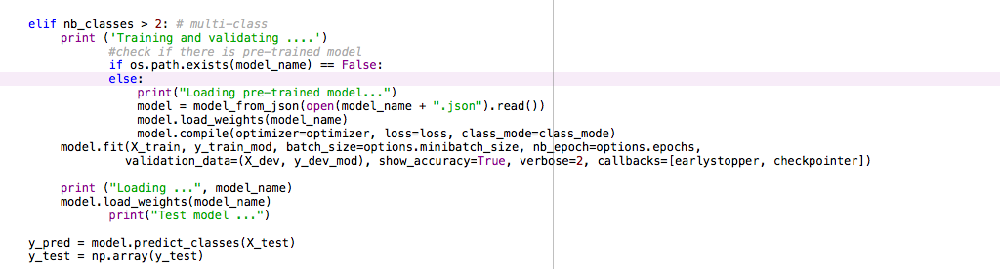 elif nb_classes > 2: # multi-class
print ('Training and validating ....')
#check if there is pre-trained model
if os.path.exists(model_name) == False:
else:
print("Loading pre-trained model...")
model = model_from_json(open(model_name + ".json").read())
model.load_weights(model_name)
model.compile(optimizer=optimizer, loss=loss, class_mode=class_mode)
model.fit(X_train, y_train_mod, batch_size=options.minibatch_size, nb_epoch=options.epochs,
validation_data=(X_dev, y_dev_mod), show_accuracy=True, verbose=2, callbacks=[earlystopper, checkpointer])
print ("Loading ...", model_name)
model.load_weights(model_name)
print("Test model ...")
y_pred = model.predict_classes(X_test)
y_test = np.array(y_test)